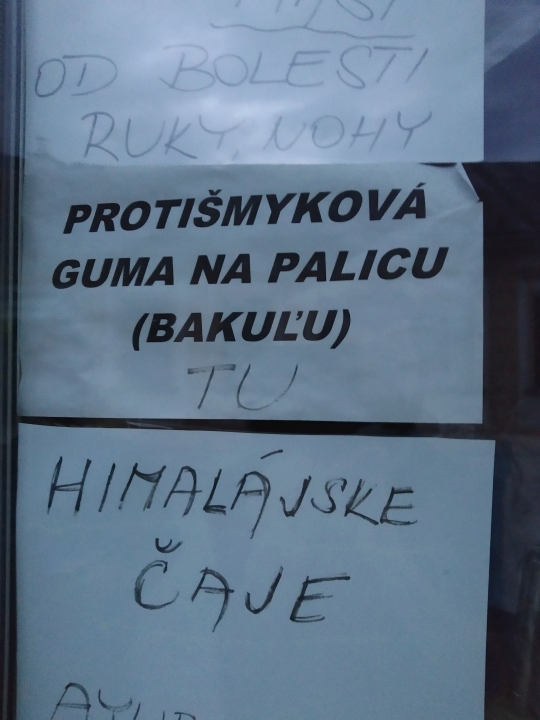 OD BOLESTI
RUKY, NOHY
PROTIŠMYKOVÁ
GUMA NA PALICU
(BAKUĽU)
TU
HIMALÁJSKE
ČAJE